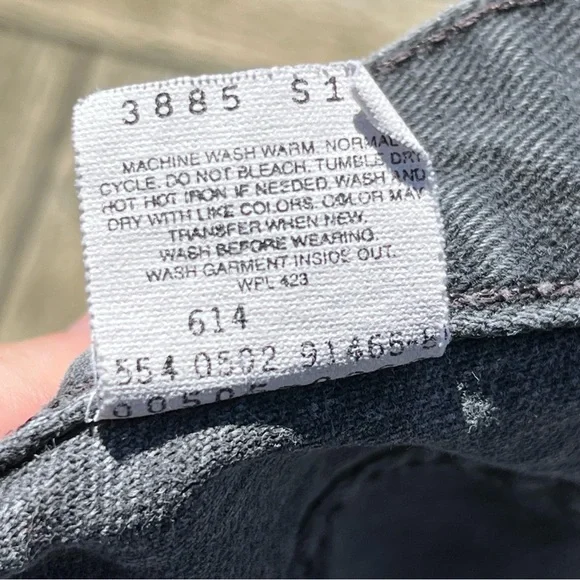 3885 S1
MACHINE WASH WARM. NORMAL
CYCLE. DO NOT BLEACH. TUMBLE DRY
HOT HOT IRON IF NEEDED. WASH AND
DRY WITH LIKE COLORS. COLOR MAY
TRANSFER WHEN NEW.
WASH BEFORE WEARING.
WASH GARMENT INSIDE OUT.
WPL 423
614
554 0502 91465-